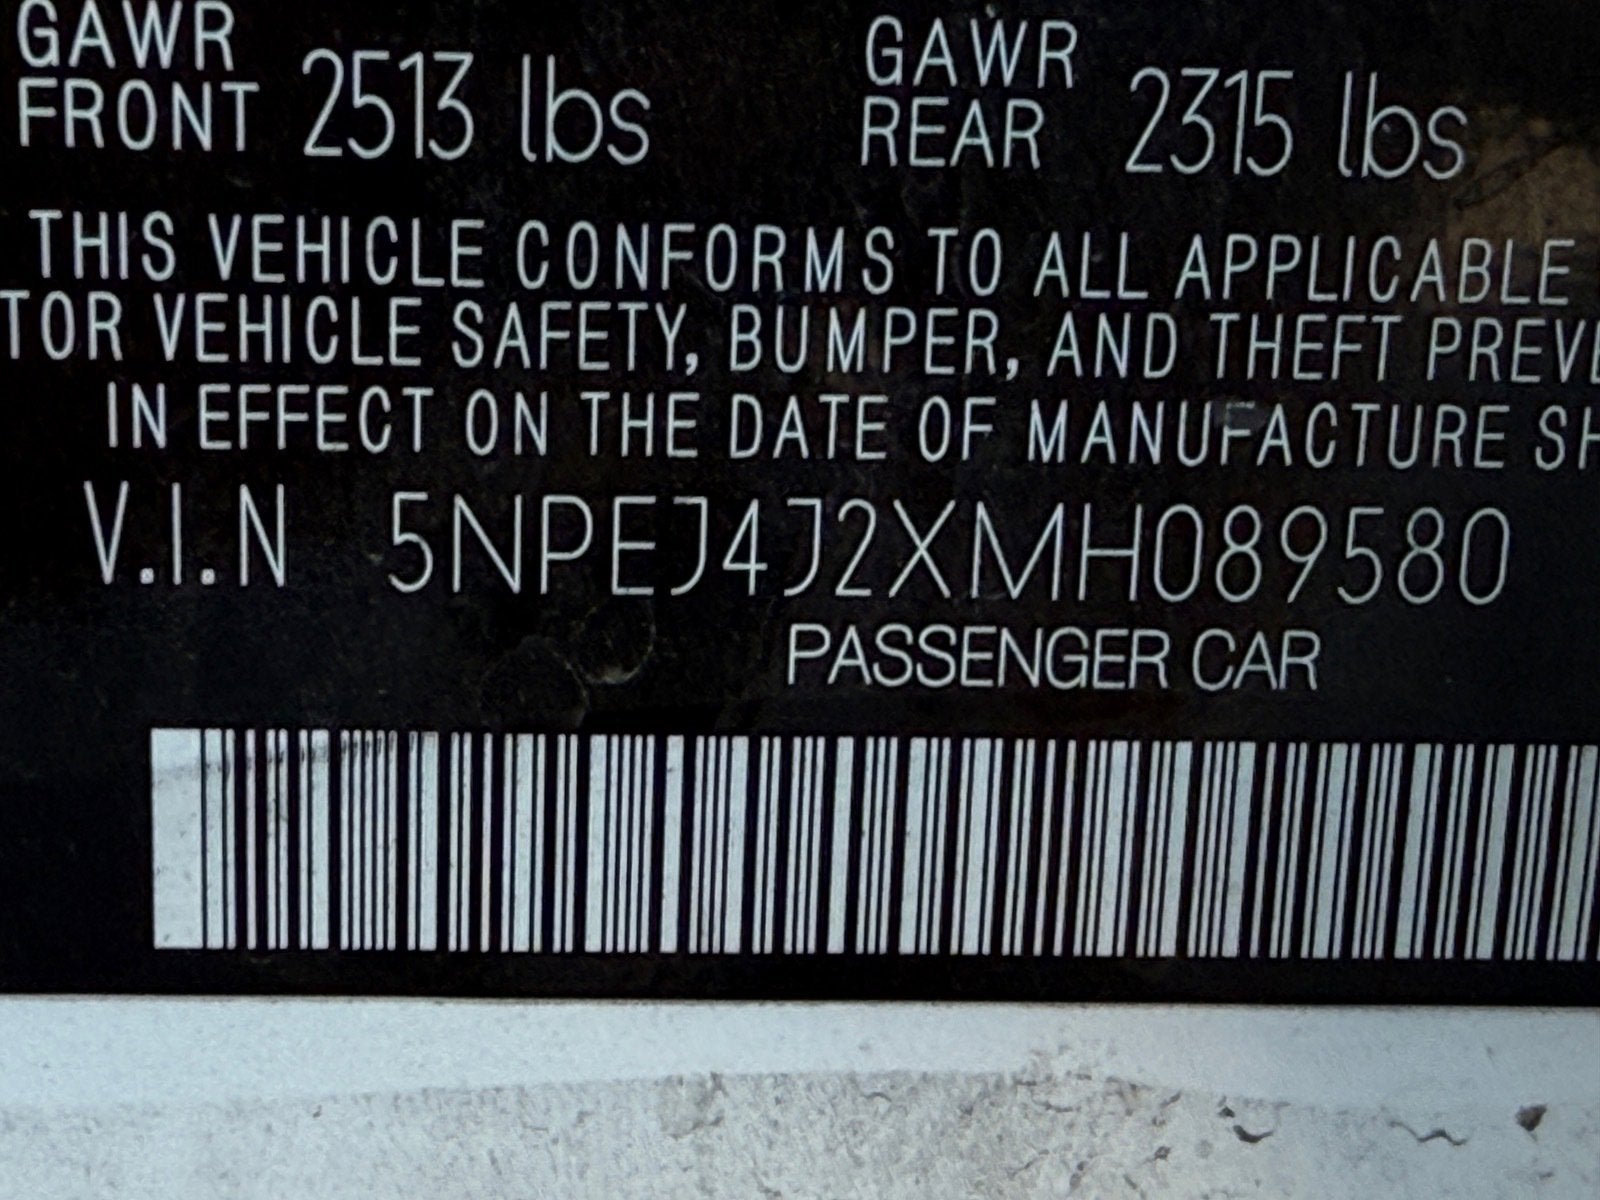 GAWR FRONT 2513 lbs GAWR REAR 2315 lbs
THIS VEHICLE CONFORMS TO ALL APPLICABLE
TOR VEHICLE SAFETY, BUMPER, AND THEFT PREVE
IN EFFECT ON THE DATE OF MANUFACTURE SH
V.I.N 5NPEJ4J2XMH089580
PASSENGER CAR